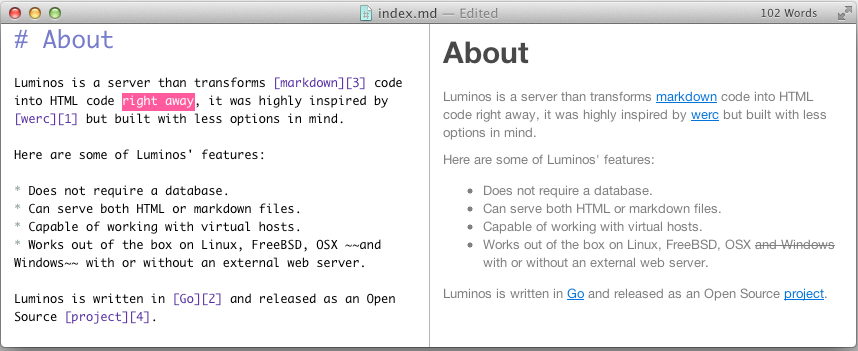 index.md — Edited
102 Words
# About
Luminos is a server than transforms [markdown][3] code
into HTML code right away, it was highly inspired by
[werc][1] but built with less options in mind.
Here are some of Luminos' features:
* Does not require a database.
* Can serve both HTML or markdown files.
* Capable of working with virtual hosts.
* Works out of the box on Linux, FreeBSD, OSX ~~and
Windows~~ with or without an external web server.
Luminos is written in [Go][2] and released as an Open
Source [project][4].
About
Luminos is a server than transforms markdown code into HTML
code right away, it was highly inspired by werc but built with less
options in mind.
Here are some of Luminos' features:
• Does not require a database.
• Can serve both HTML or markdown files.
• Capable of working with virtual hosts.
• Works out of the box on Linux, FreeBSD, OSX and Windows
with or without an external web server.
Luminos is written in Go and released as an Open Source project.